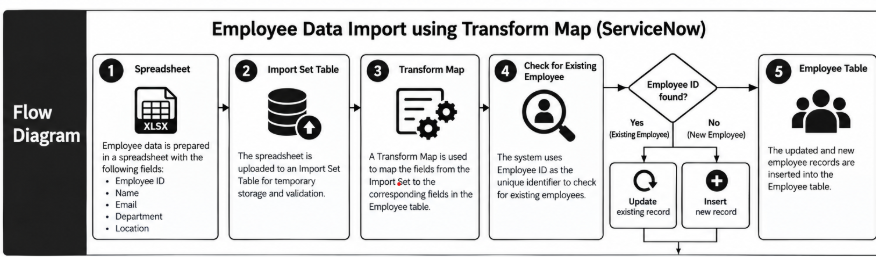 Employee Data Import using Transform Map (ServiceNow)
Flow
Diagram
1
Spreadsheet
XLSX
Employee data is prepared
in a spreadsheet with the
following fields:
• Employee ID
• Name
• Email
• Department
• Location
2
Import Set Table
The spreadsheet is
uploaded to an Import Set
Table for temporary
storage and validation.
3
Transform Map
A Transform Map is used
to map the fields from the
Import Set to the
corresponding fields in the
Employee table.
4
Check for Existing
Employee
The system uses
Employee ID as the
unique identifier to check
for existing employees.
Employee ID
found?
Yes
(Existing Employee)
No
(New Employee)
Update
existing record
Insert
new record
5
Employee Table
The updated and new
employee records are
inserted into the
Employee table.